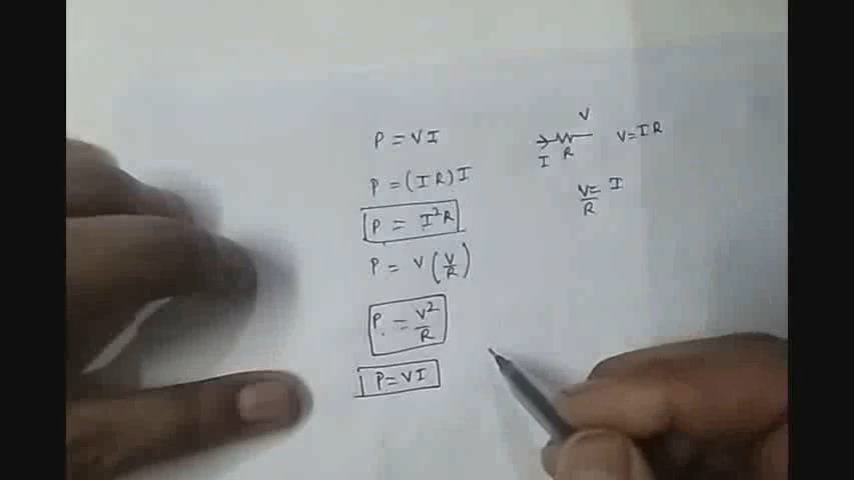 P = VI
P = (IR)I
P = I²R
P = V(V/R)
P = V²/R
P = VI
V
I
R
V = IR
V/R = I